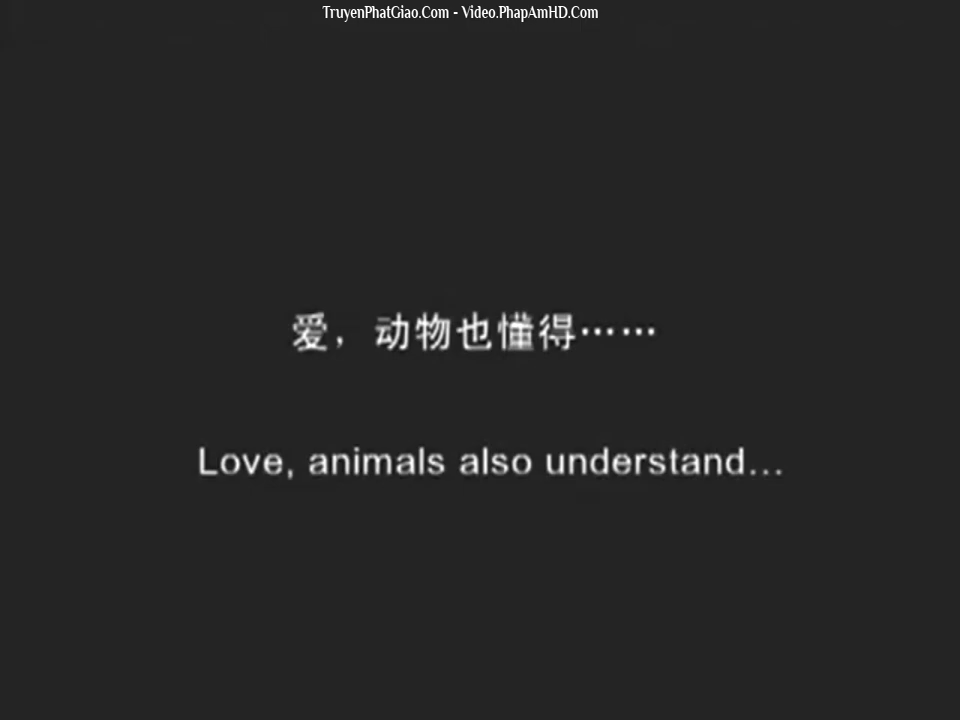 TruyenPhatGiao.Com - Video.PhapAmHD.Com
爱，动物也懂得……
Love, animals also understand...